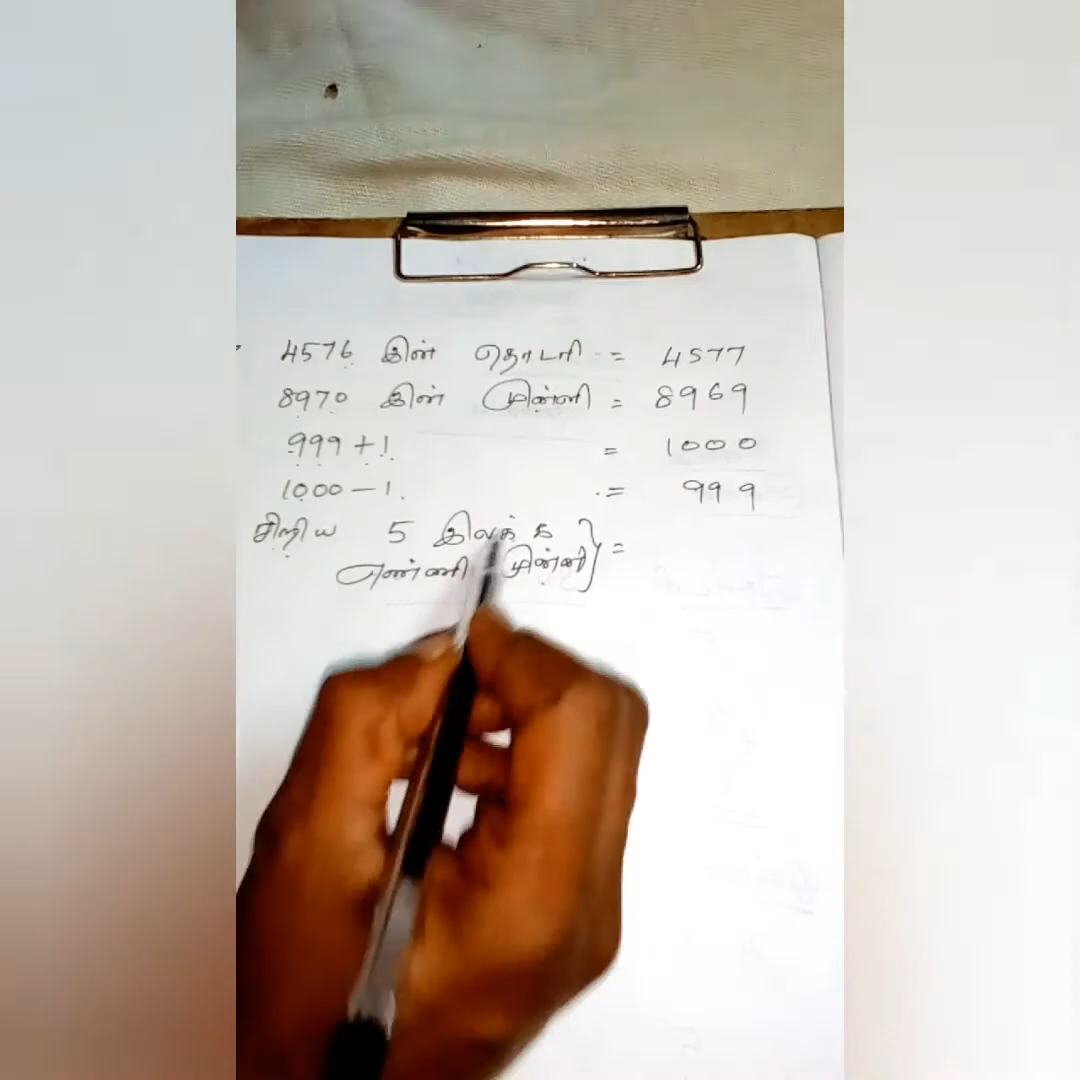 4576 இன் தொடரி = 4577
8970 இன் முன்னி = 8969
999 + 1 = 1000
1000 - 1 = 999
சிறிய 5 இலக்க
எண்ணி முன்னி } =